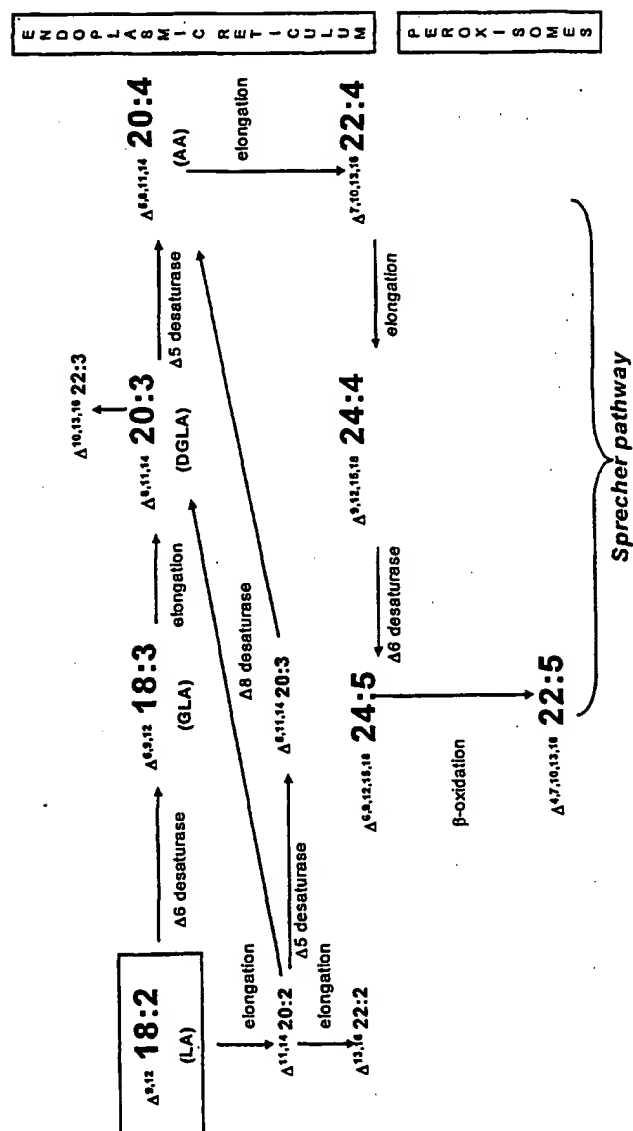 Δ9,12 18:2
(LA)
Δ6 desaturase
Δ6,9,12 18:3
(GLA)
elongation
Δ10,13,16 22:3
Δ8,11,14 20:3
(DGLA)
Δ5 desaturase
Δ5,8,11,14 20:4
(AA)
elongation
Δ8 desaturase
elongation
Δ11,14 20:2
Δ5 desaturase
Δ5,11,14 20:3
elongation
Δ13,16 22:2
Δ6,9,12,15,18 24:5
Δ6 desaturase
Δ9,12,15,18 24:4
elongation
Δ7,10,13,16 22:4
β-oxidation
Δ4,7,10,13,16 22:5
Sprecher pathway
ENDOPLASMIC RETICULUM
PEROXISOMES